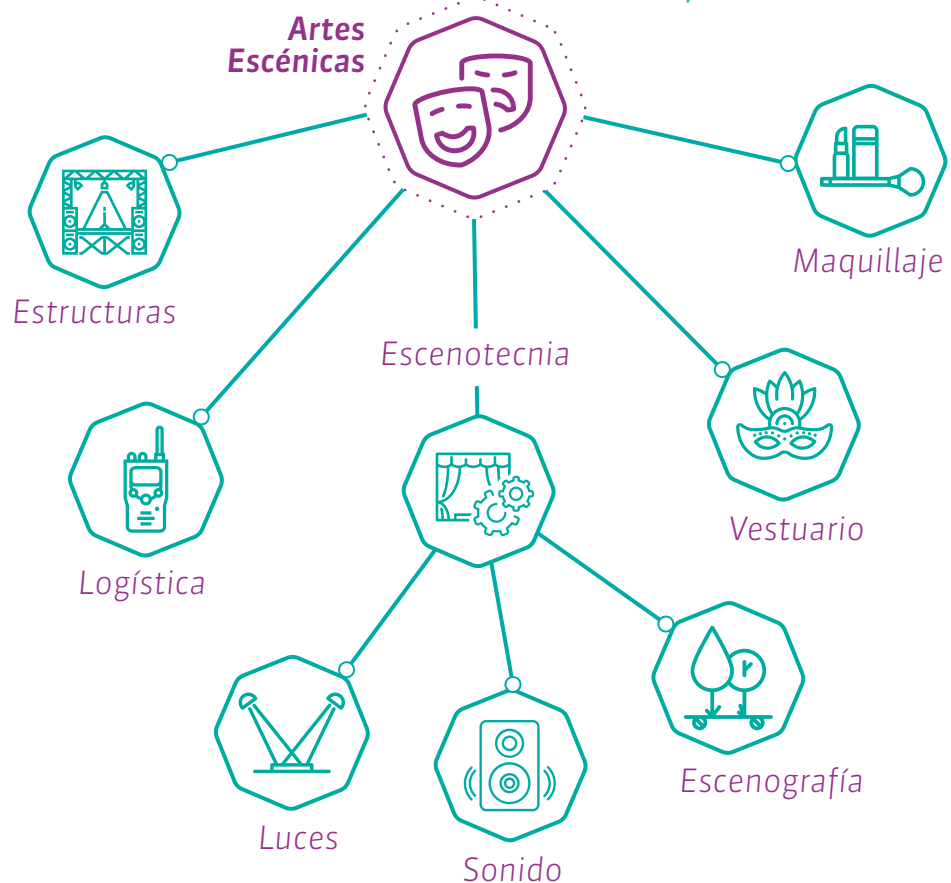 Artes
Escénicas
Maquillaje
Estructuras
Escenotecnia
Vestuario
Logística
Escenografía
Luces
Sonido